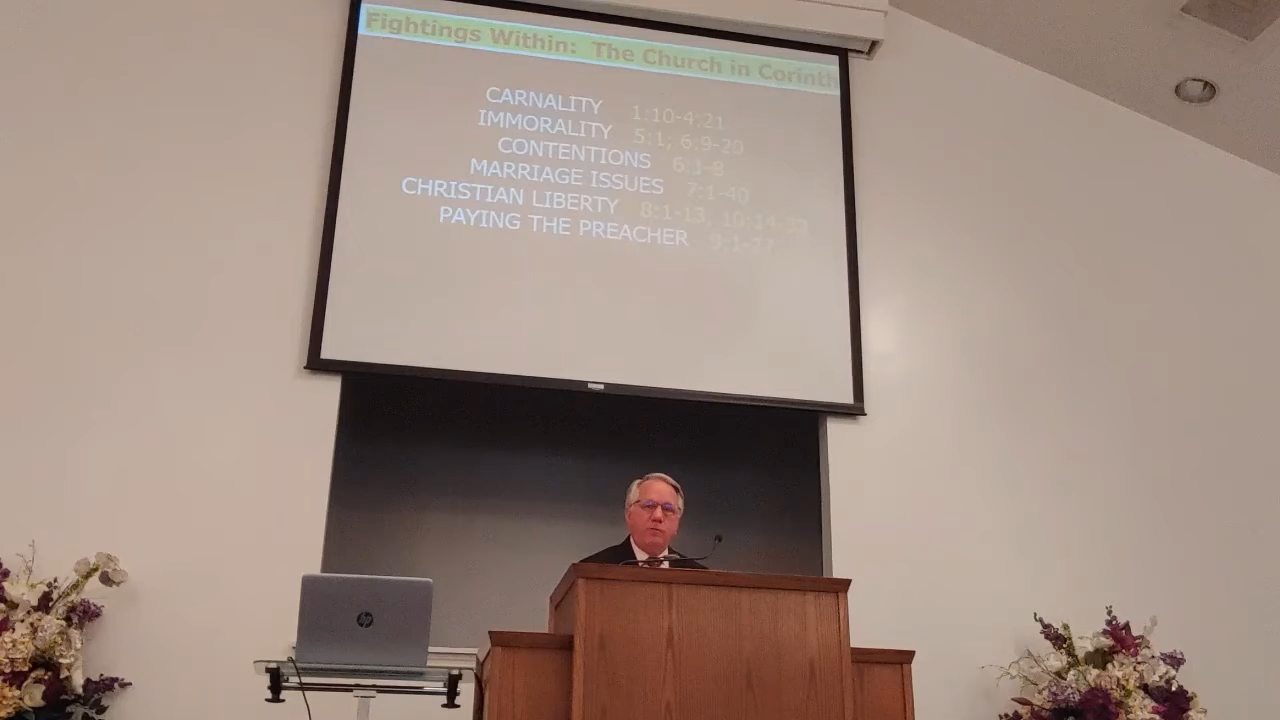 Fightings Within: The Church in Corinth
CARNALITY 1:10-4:21
IMMORALITY 5:1; 6:9-20
CONTENTIONS 6:1-8
MARRIAGE ISSUES 7:1-40
CHRISTIAN LIBERTY 8:1-13, 10:14-33
PAYING THE PREACHER 9:1-27
hp